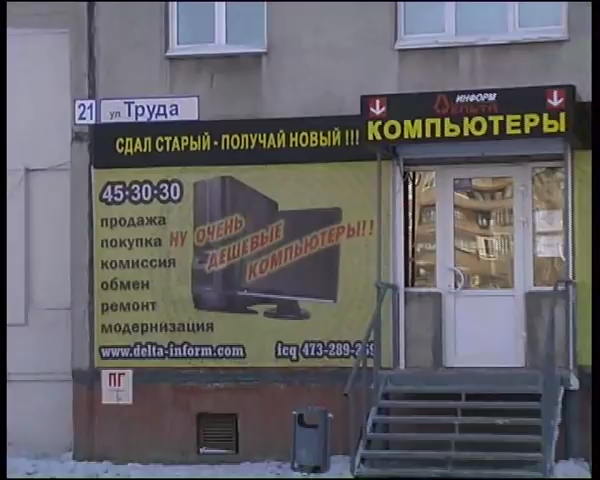 21 ул Труда
СДАЛ СТАРЫЙ - ПОЛУЧАЙ НОВЫЙ !!!
ИНФОРМ
ДЕЛЬТА
КОМПЬЮТЕРЫ
45-30-30
продажа
покупка
комиссия
обмен
ремонт
модернизация
НУ ОЧЕНЬ
ДЕШЕВЫЕ
КОМПЬЮТЕРЫ!!
www.delta-inform.com
icq 473-289-
ПГ